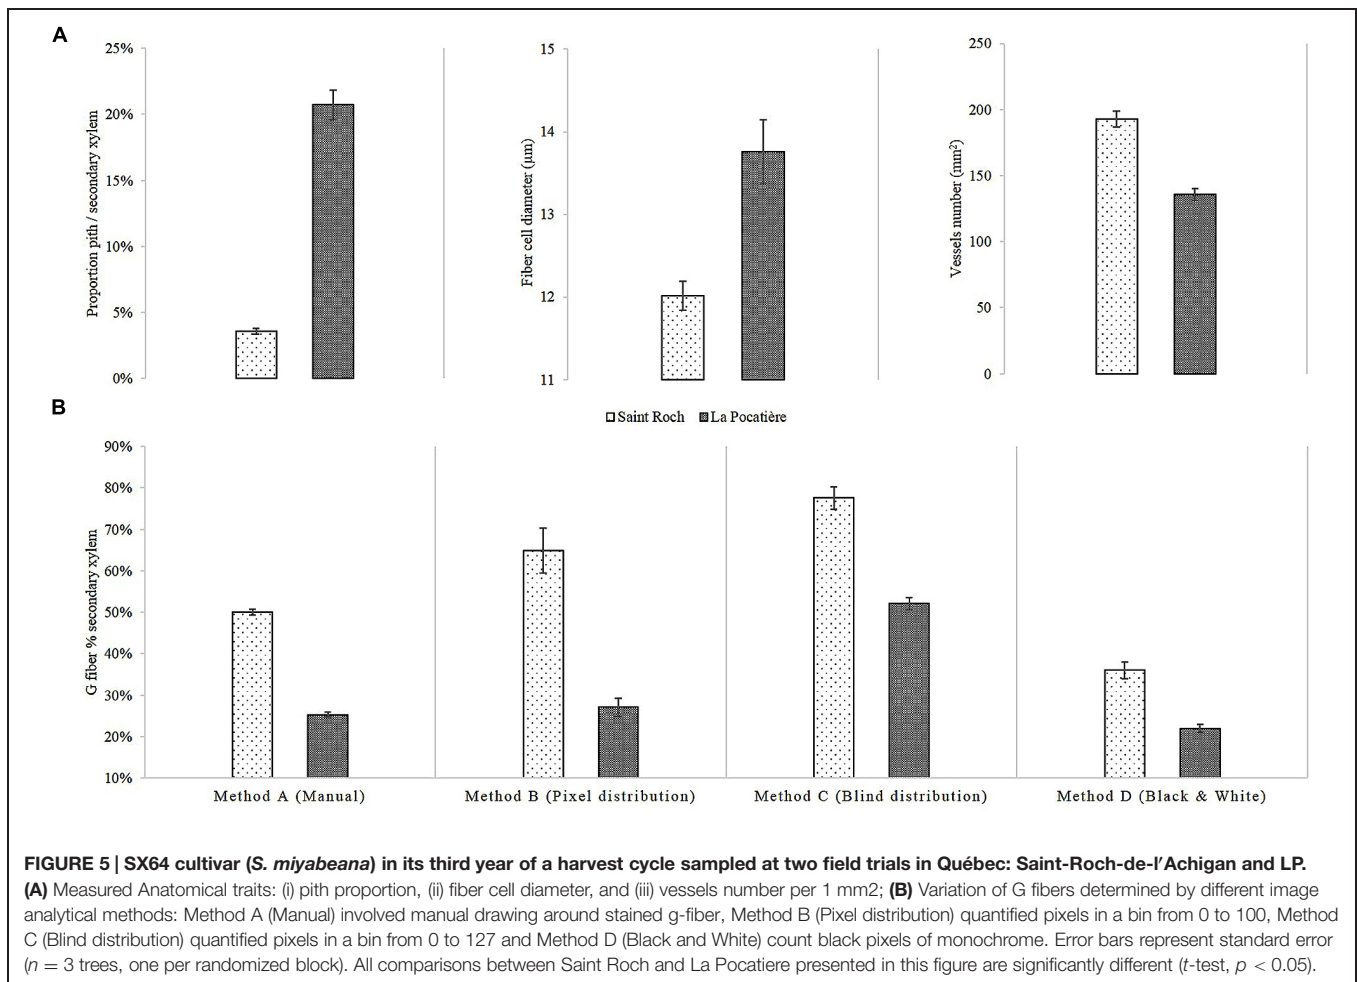 A
25%
20%
15%
10%
5%
0%
Proportion pith / secondary xylem
15
14
13
12
11
Fiber cell diameter (µm)
250
200
150
100
50
0
Vessels number (mm²)
Saint Roch La Pocatière
B
90%
80%
70%
60%
50%
40%
30%
20%
10%
G fiber % secondary xylem
Method A (Manual) Method B (Pixel distribution) Method C (Blind distribution) Method D (Black & White)
FIGURE 5 | SX64 cultivar (S. miyabeana) in its third year of a harvest cycle sampled at two field trials in Québec: Saint-Roch-de-l′Achigan and LP.
(A) Measured Anatomical traits: (i) pith proportion, (ii) fiber cell diameter, and (iii) vessels number per 1 mm2; (B) Variation of G fibers determined by different image
analytical methods: Method A (Manual) involved manual drawing around stained g-fiber, Method B (Pixel distribution) quantified pixels in a bin from 0 to 100, Method
C (Blind distribution) quantified pixels in a bin from 0 to 127 and Method D (Black and White) count black pixels of monochrome. Error bars represent standard error
(n = 3 trees, one per randomized block). All comparisons between Saint Roch and La Pocatiere presented in this figure are significantly different (t-test, p < 0.05).